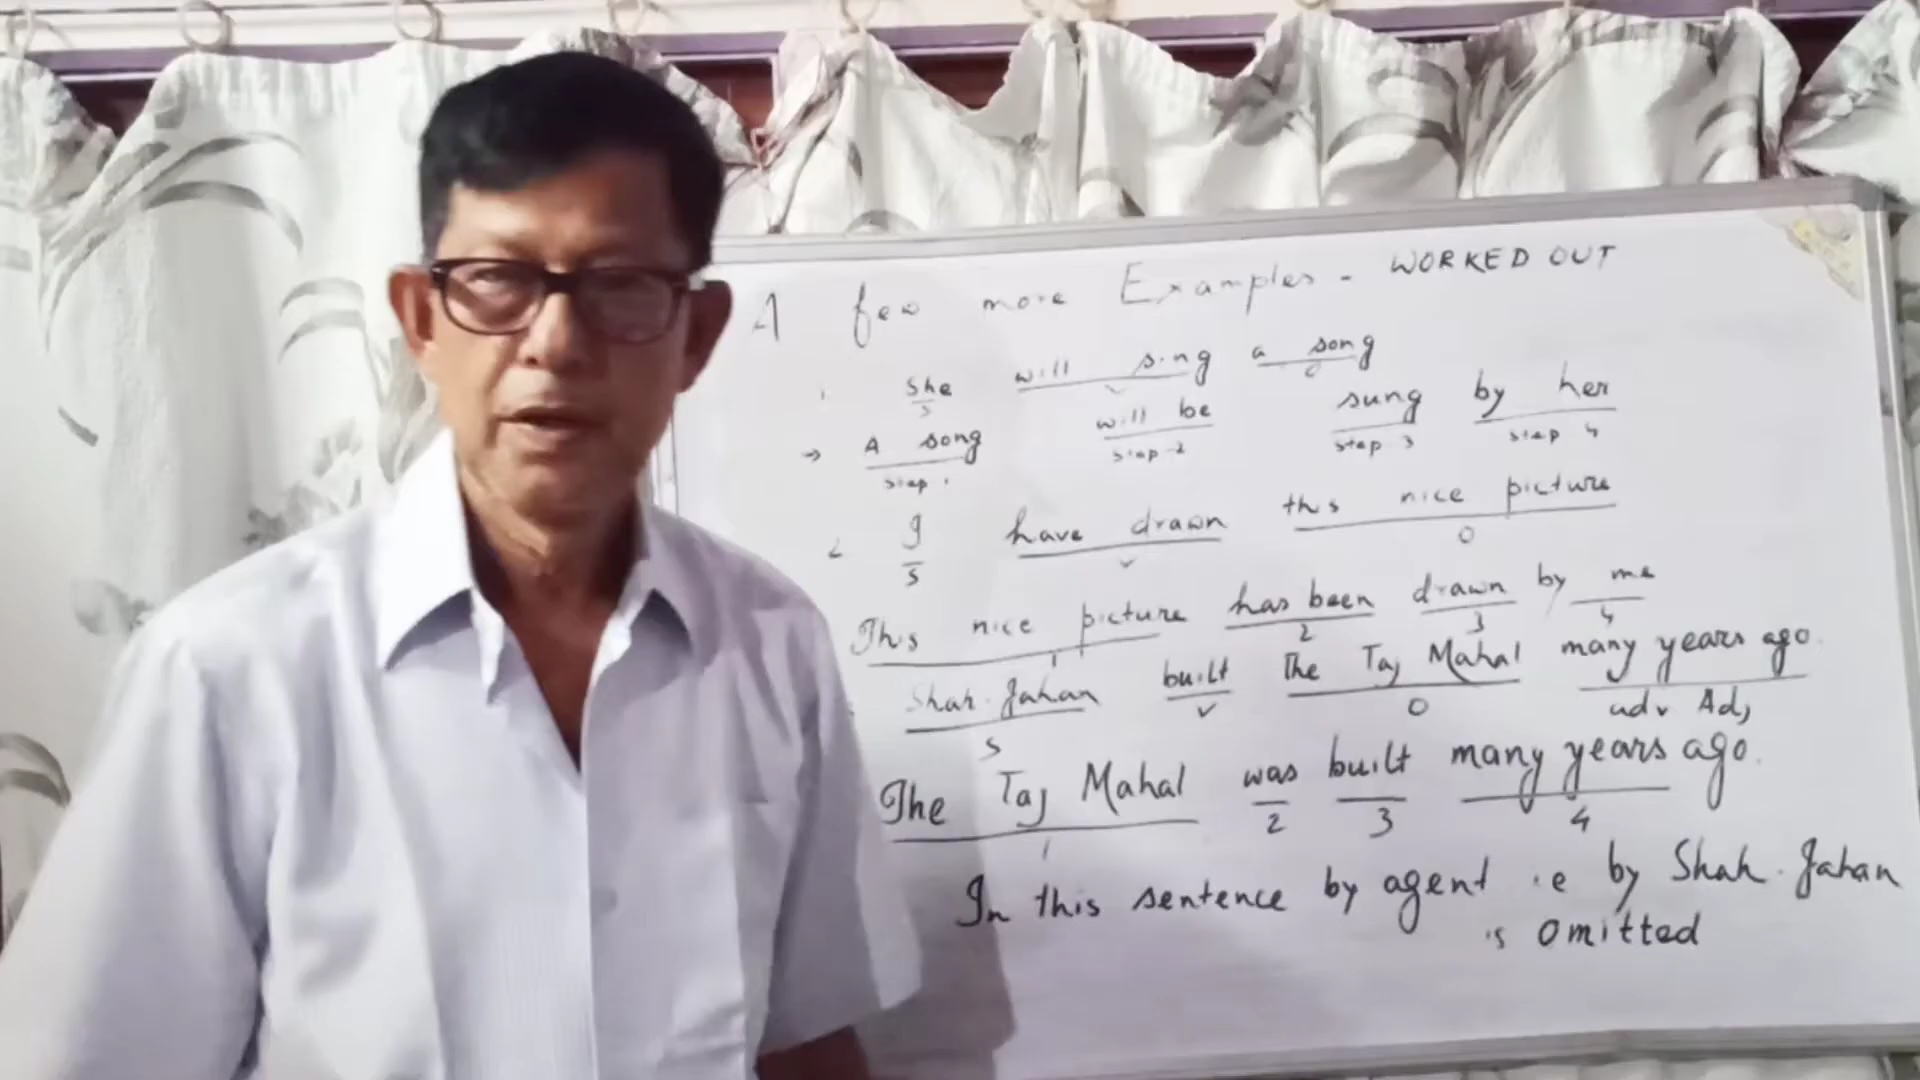 A few more Examples - WORKED OUT
1 She will sing a song
S V O
→ A song will be sung by her
step 1 step 2 step 3 step 4
2 I have drawn this nice picture
S V O
This nice picture has been drawn by me
1 2 3 4
Shah-Jahan built The Taj Mahal many years ago.
S V O adv Adj
The Taj Mahal was built many years ago.
1 2 3 4
In this sentence by agent i.e by Shah-Jahan
is omitted